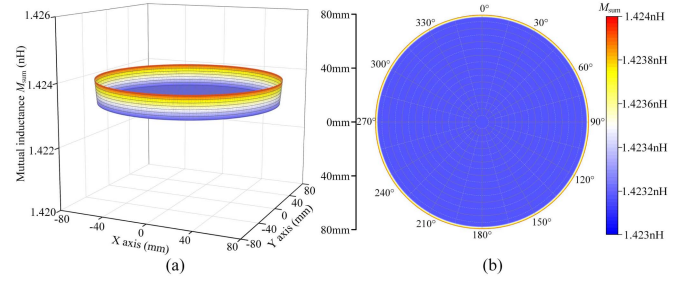 1.426
1.424
1.422
1.420
Mutual inductance Msum (nH)
-80
-40
0
40
80
X axis (mm)
-80
-40
0
40
80
Y axis (mm)
(a)
80mm
40mm
0mm
40mm
80mm
0°
30°
60°
90°
120°
150°
180°
210°
240°
270°
300°
330°
(b)
Msum
1.424nH
1.4238nH
1.4236nH
1.4234nH
1.4232nH
1.423nH